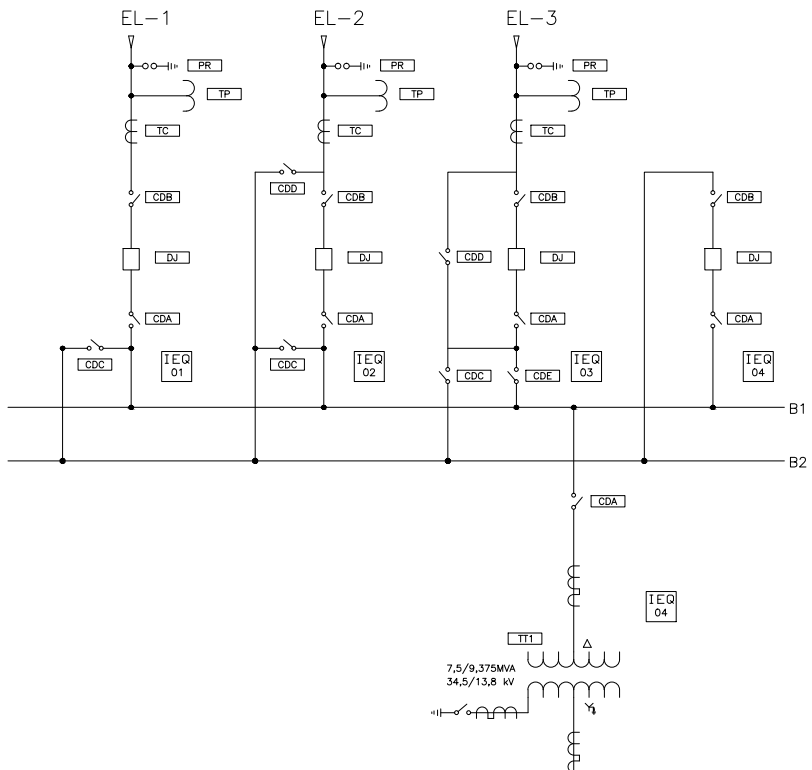 EL-1 EL-2 EL-3
PR PR PR
TP TP TP
TC TC TC
CDD
CDB CDB CDB CDB
DJ DJ CDD DJ DJ
CDA CDA CDA CDA
CDC CDC CDC CDE
IEQ
01
IEQ
02
IEQ
03
IEQ
04
B1
B2
CDA
IEQ
04
TT1
7,5/9,375MVA
34,5/13,8 kV